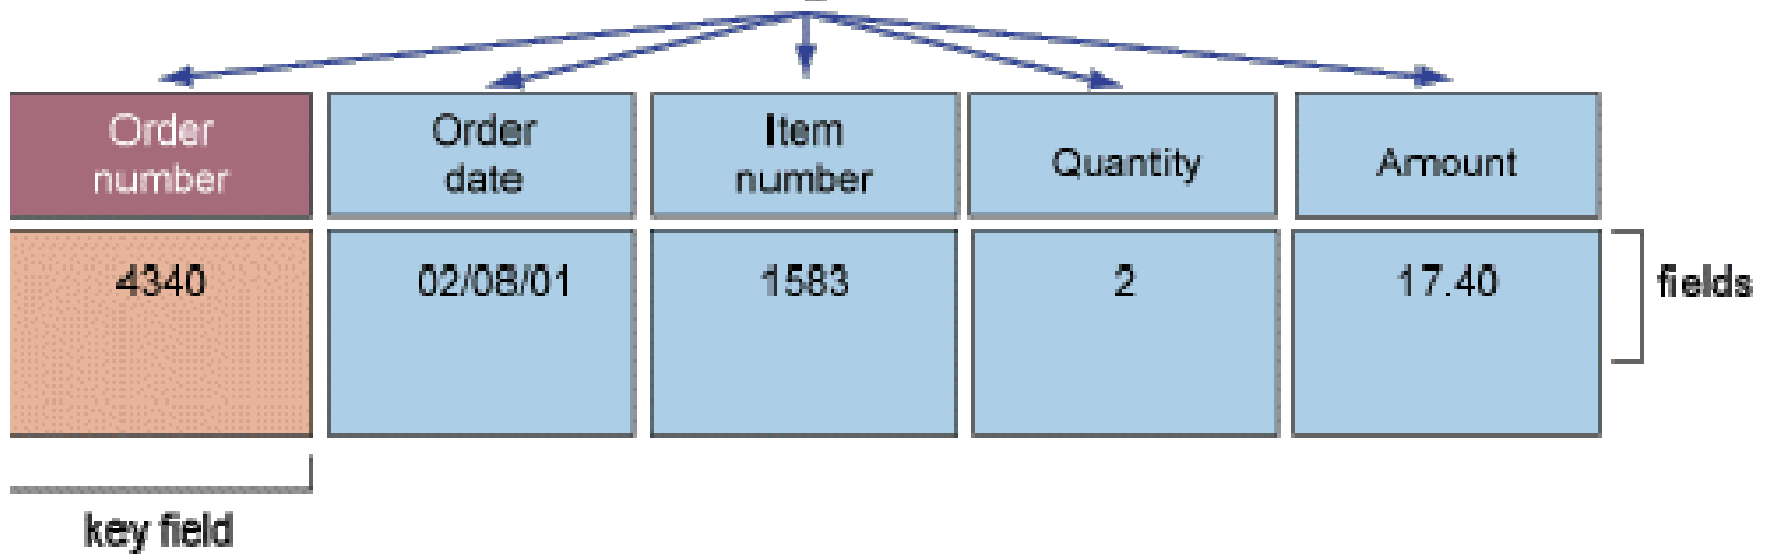 Order number
Order date
Item number
Quantity
Amount
4340
02/08/01
1583
2
17.40
fields
key field